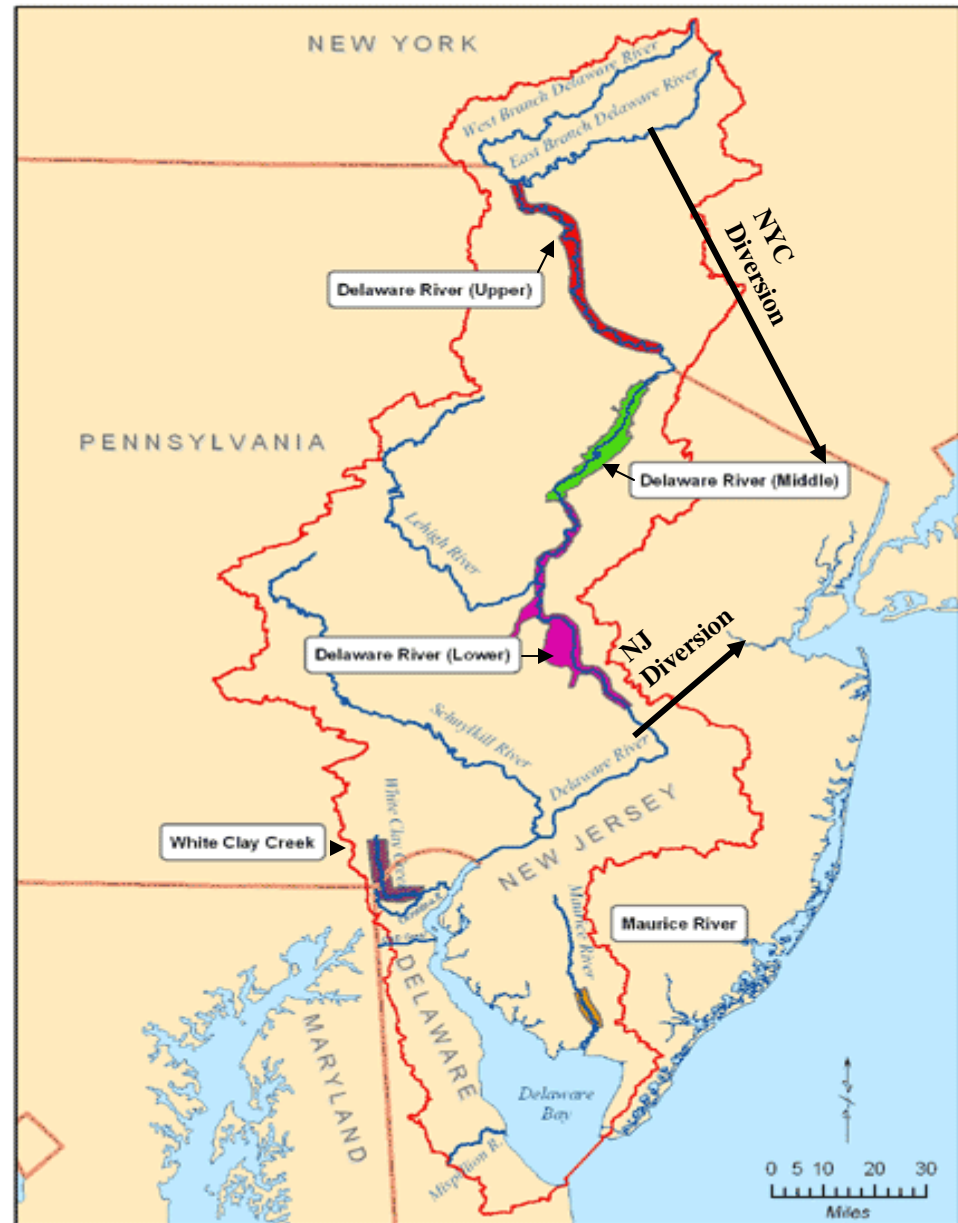 NEW YORK
West Branch Delaware River
East Branch Delaware River
NYC
Diversion
Delaware River (Upper)
PENNSYLVANIA
Delaware River (Middle)
Lehigh River
NJ
Diversion
Delaware River (Lower)
Schuylkill River
Delaware River
NEW JERSEY
White Clay Creek
White Clay Creek
Maurice River
Maurice River
DELAWARE
MARYLAND
Delaware
Bay
Mispillion R.
0 5 10 20 30
Miles